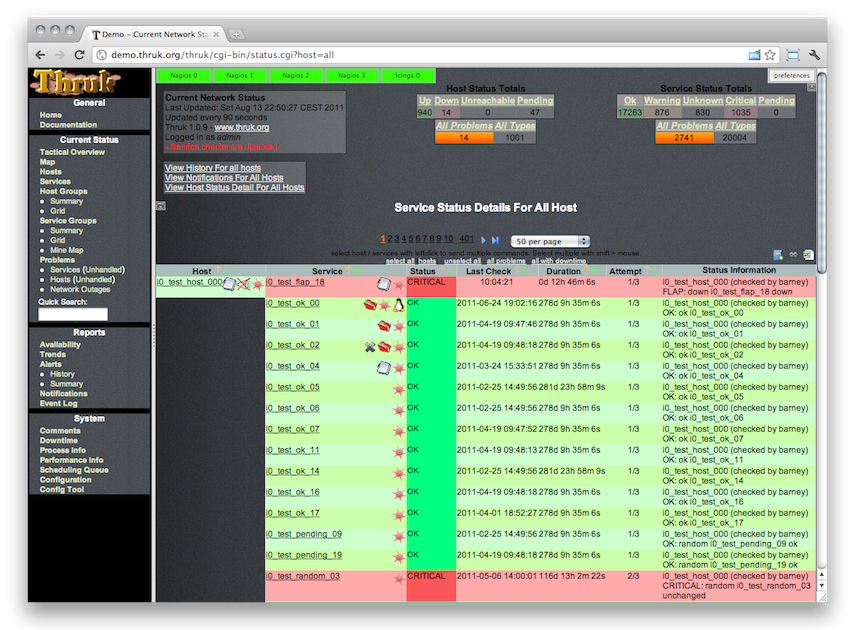 Demo – Current Network Sta
demo.thruk.org/thruk/cgi-bin/status.cgi?host=all
Thruk
General
Home
Documentation
Current Status
Tactical Overview
Map
Hosts
Services
Host Groups
Summary
Grid
Service Groups
Summary
Grid
Mine Map
Problems
Services (Unhandled)
Hosts (Unhandled)
Network Outages
Quick Search:
Reports
Availability
Trends
Alerts
History
Summary
Notifications
Event Log
System
Comments
Downtime
Process Info
Performance Info
Scheduling Queue
Configuration
Config Tool
Nagios 0 Nagios 1 Nagios 2 Nagios 3 Icinga 0
preferences
Current Network Status
Last Updated: Sat Aug 13 22:50:27 CEST 2011
Updated every 90 seconds
Thruk 1.0.9 - www.thruk.org
Logged in as admin
View History For all hosts
View Notifications For All Hosts
View Host Status Detail For All Hosts
Host Status Totals
Up Down Unreachable Pending
940 14 0 47
All Problems All Types
14 1001
Service Status Totals
Ok Warning Unknown Critical Pending
17263 876 830 1035 0
All Problems All Types
2741 20004
Service Status Details For All Host
1 2 3 4 5 6 7 8 9 10 .. 401 50 per page
select host / services with leftclick to send multiple commands. Select multiple with shift + mouse.
select all hosts unselect all all problems all with downtime
Host Service Status Last Check Duration Attempt Status Information
i0_test_host_000 i0_test_flap_18 CRITICAL 10:04:21 0d 12h 46m 6s 1/3 i0_test_host_000 (checked by barney)
FLAP: down i0_test_flap_18 down
i0_test_ok_00 OK 2011-06-24 19:02:16 278d 9h 35m 6s 1/3 i0_test_host_000 (checked by barney)
OK: ok i0_test_ok_00
i0_test_ok_01 OK 2011-04-19 09:47:46 278d 9h 35m 6s 1/3 i0_test_host_000 (checked by barney)
OK: ok i0_test_ok_01
i0_test_ok_02 OK 2011-04-19 09:48:18 278d 9h 35m 6s 1/3 i0_test_host_000 (checked by barney)
OK: ok i0_test_ok_02
i0_test_ok_04 OK 2011-03-24 15:33:51 278d 9h 35m 6s 1/3 i0_test_host_000 (checked by barney)
OK: ok i0_test_ok_04
i0_test_ok_05 OK 2011-02-25 14:49:56 281d 23h 58m 9s 1/3 i0_test_host_000 (checked by barney)
OK: ok i0_test_ok_05
i0_test_ok_06 OK 2011-02-25 14:49:56 278d 9h 35m 6s 1/3 i0_test_host_000 (checked by barney)
OK: ok i0_test_ok_06
i0_test_ok_07 OK 2011-04-19 09:47:52 278d 9h 35m 6s 1/3 i0_test_host_000 (checked by barney)
OK: ok i0_test_ok_07
i0_test_ok_11 OK 2011-04-19 09:48:18 278d 9h 35m 6s 1/3 i0_test_host_000 (checked by barney)
OK: ok i0_test_ok_11
i0_test_ok_14 OK 2011-02-25 14:49:56 281d 23h 58m 9s 1/3 i0_test_host_000 (checked by barney)
OK: ok i0_test_ok_14
i0_test_ok_16 OK 2011-04-19 09:48:18 278d 9h 35m 6s 1/3 i0_test_host_000 (checked by barney)
OK: ok i0_test_ok_16
i0_test_ok_17 OK 2011-04-01 18:52:27 278d 9h 35m 6s 1/3 i0_test_host_000 (checked by barney)
OK: ok i0_test_ok_17
i0_test_pending_09 OK 2011-02-25 14:49:56 278d 9h 35m 6s 1/3 i0_test_host_000 (checked by barney)
OK: random i0_test_pending_09 ok
i0_test_pending_19 OK 2011-04-19 09:48:18 278d 9h 35m 6s 1/3 i0_test_host_000 (checked by barney)
OK: random i0_test_pending_19 ok
i0_test_random_03 CRITICAL 2011-05-06 14:00:01 116d 13h 2m 22s 2/3 i0_test_host_000 (checked by barney)
CRITICAL: random i0_test_random_03
unchanged